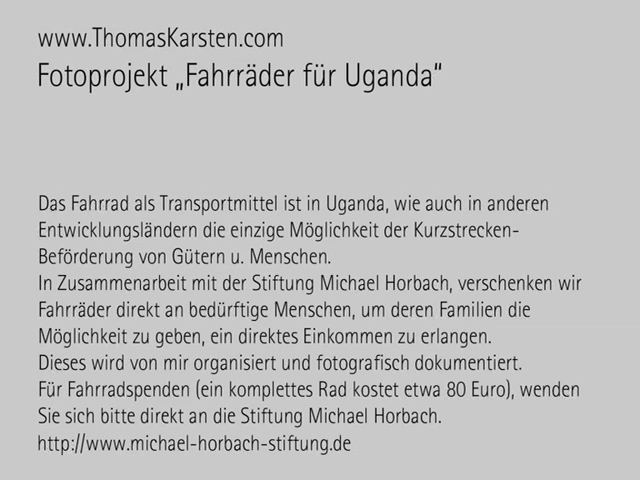 www.ThomasKarsten.com
Fotoprojekt „Fahrräder für Uganda“
Das Fahrrad als Transportmittel ist in Uganda, wie auch in anderen
Entwicklungsländern die einzige Möglichkeit der Kurzstrecken-
Beförderung von Gütern u. Menschen.
In Zusammenarbeit mit der Stiftung Michael Horbach, verschenken wir
Fahrräder direkt an bedürftige Menschen, um deren Familien die
Möglichkeit zu geben, ein direktes Einkommen zu erlangen.
Dieses wird von mir organisiert und fotografisch dokumentiert.
Für Fahrradspenden (ein komplettes Rad kostet etwa 80 Euro), wenden
Sie sich bitte direkt an die Stiftung Michael Horbach.
http://www.michael-horbach-stiftung.de